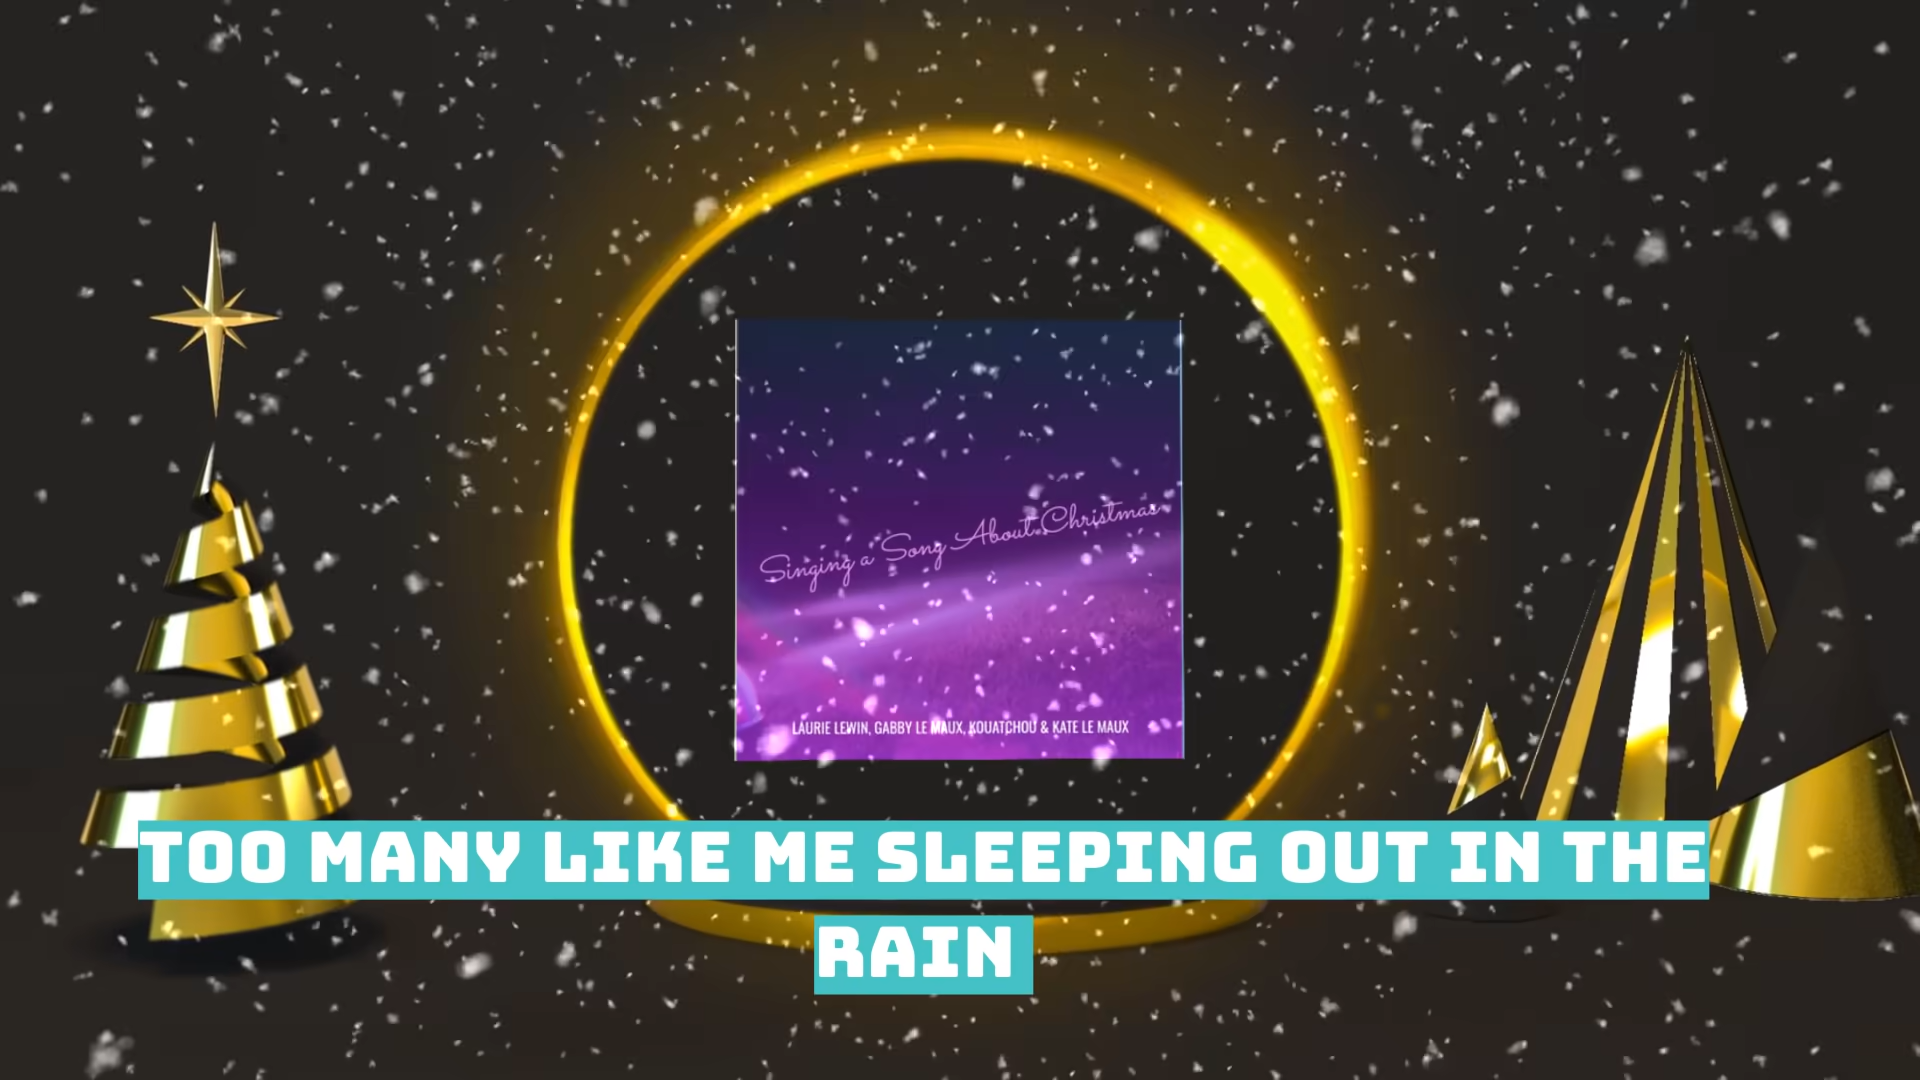 Singing a Song About Christmas
LAURIE LEWIN, GABBY LE MAUX, KOUATCHOU & KATE LE MAUX
TOO MANY LIKE ME SLEEPING OUT IN THE
RAIN